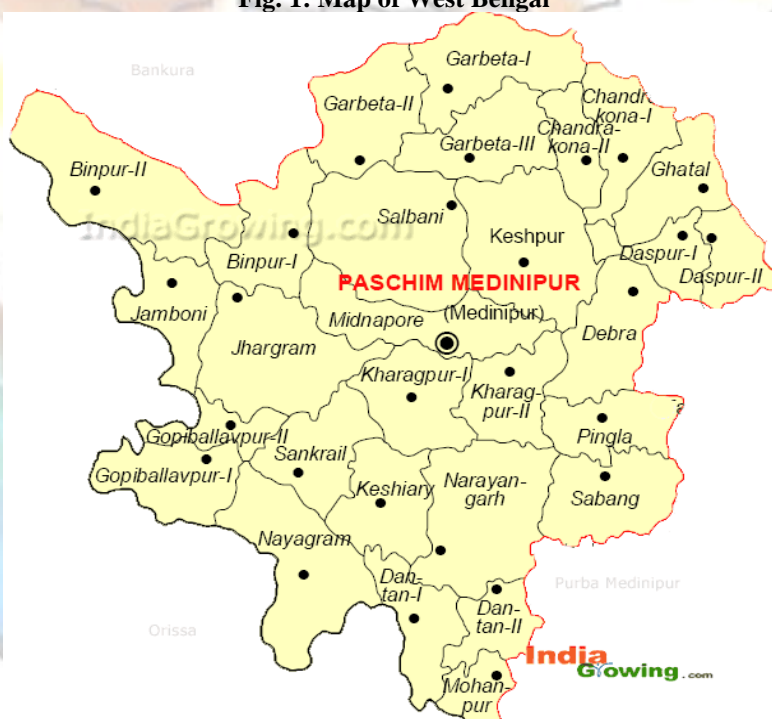 Fig. 1: Map of West Bengal
Bankura
Garbeta-I
Garbeta-II
Chandr-
kona-I
Chandra-
kona-II
Garbeta-III
Ghatal
Binpur-II
IndiaGrowing.com
Salbani
Keshpur
Binpur-I
Daspur-I
Daspur-II
PASCHIM MEDINIPUR
Jamboni
Midnapore
(Medinipur)
Debra
Jhargram
Kharagpur-I
Kharag-
pur-II
Gopiballavpur-II
Pingla
Sankrail
Gopiballavpur-I
Keshiary
Narayan-
garh
Sabang
Nayagram
Dan-
tan-I
Purba Medinipur
Dan-
tan-II
Orissa
India
Growing.com
Mohan-
pur